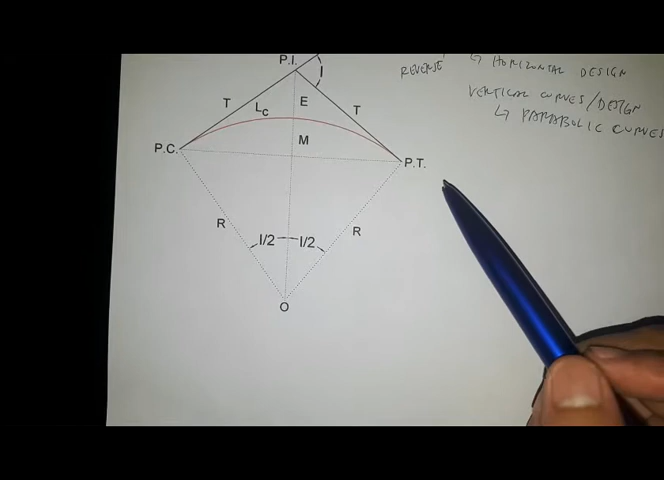 P.I.
I
T
Lc
E
T
P.C.
M
P.T.
R
R
I/2
I/2
O
REVERSE
↳ HORIZONTAL DESIGN
VERTICAL CURVES/DESIGN
↳ PARABOLIC CURVES